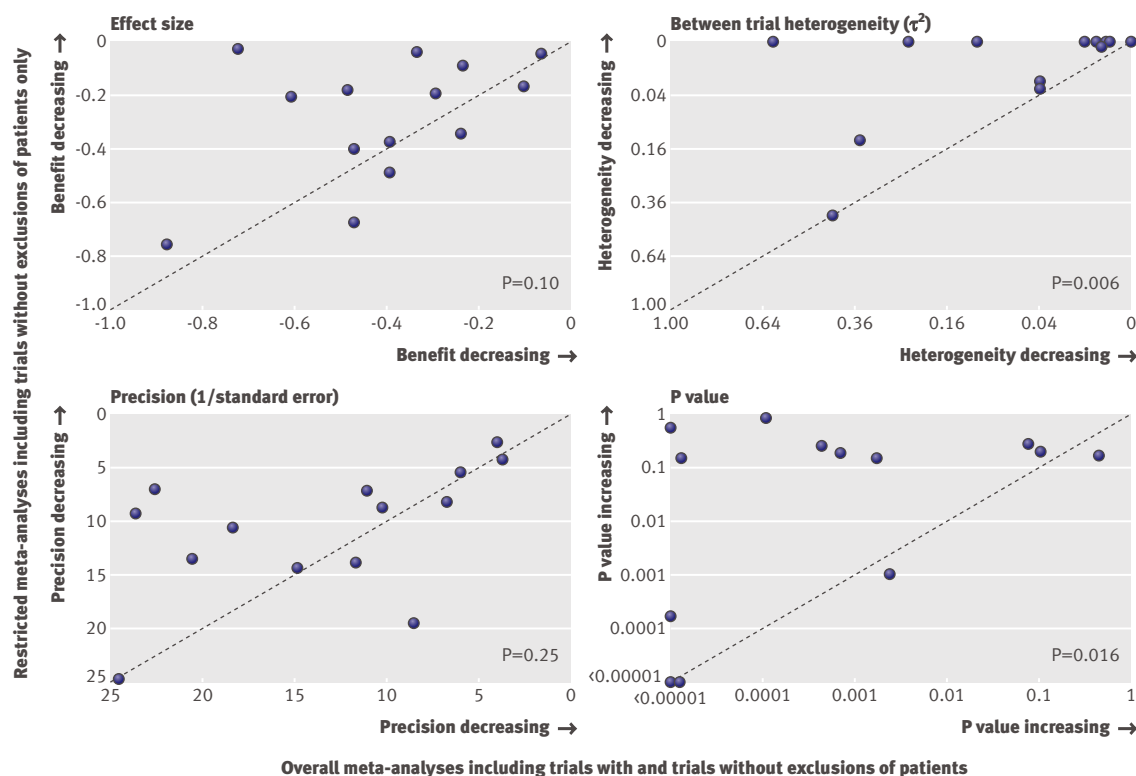 Restricted meta-analyses including trials without exclusions of patients only
Effect size
Benefit decreasing →
0
-0.2
-0.4
-0.6
-0.8
-1.0
P=0.10
-1.0 -0.8 -0.6 -0.4 -0.2 0
Benefit decreasing →
Between trial heterogeneity (τ²)
Heterogeneity decreasing →
0
0.04
0.16
0.36
0.64
1.00
P=0.006
1.00 0.64 0.36 0.16 0.04 0
Heterogeneity decreasing →
Precision (1/standard error)
Precision decreasing →
0
5
10
15
20
25
P=0.25
25 20 15 10 5 0
Precision decreasing →
P value
P value increasing →
1
0.1
0.01
0.001
0.0001
<0.00001
P=0.016
<0.00001 0.0001 0.001 0.01 0.1 1
P value increasing →
Overall meta-analyses including trials with and trials without exclusions of patients